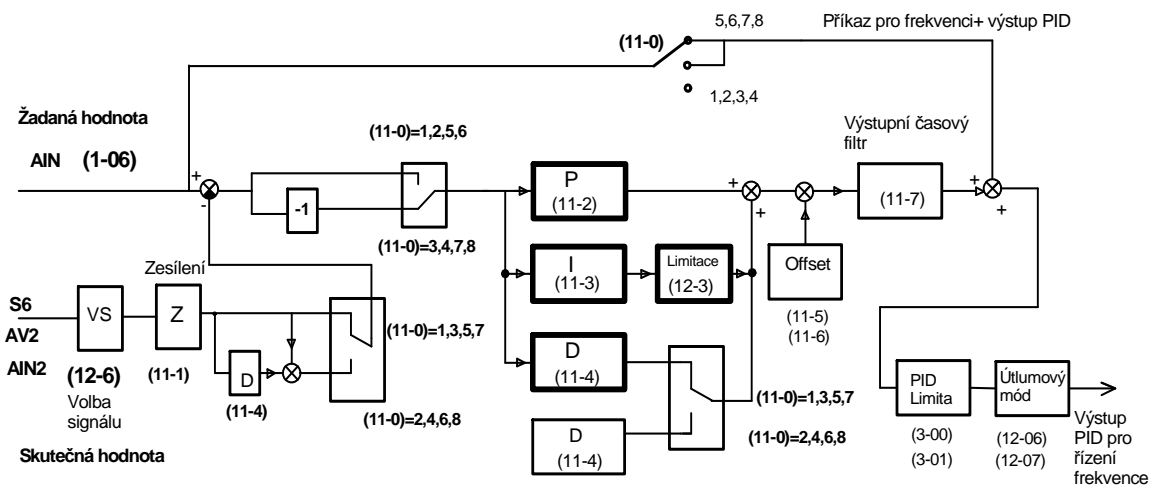 5,6,7,8
Příkaz pro frekvenci+ výstup PID
(11-0)
1,2,3,4
Žadaná hodnota
AIN (1-06)
(11-0)=1,2,5,6
Výstupní časový
filtr
+
-
-1
P
(11-2)
+
+
(11-7)
+
+
(11-0)=3,4,7,8
Zesílení
I
(11-3)
Limitace
(12-3)
Offset
S6
AV2
AIN2
VS
Z
(11-0)=1,3,5,7
(11-5)
(11-6)
(12-6)
Volba
signálu
(11-1)
D
(11-4)
D
(11-4)
(11-0)=1,3,5,7
PID
Limita
Útlumový
mód
(11-0)=2,4,6,8
D
(11-4)
(11-0)=2,4,6,8
(3-00)
(3-01)
(12-06)
(12-07)
Výstup
PID pro
řízení
frekvence
Skutečná hodnota